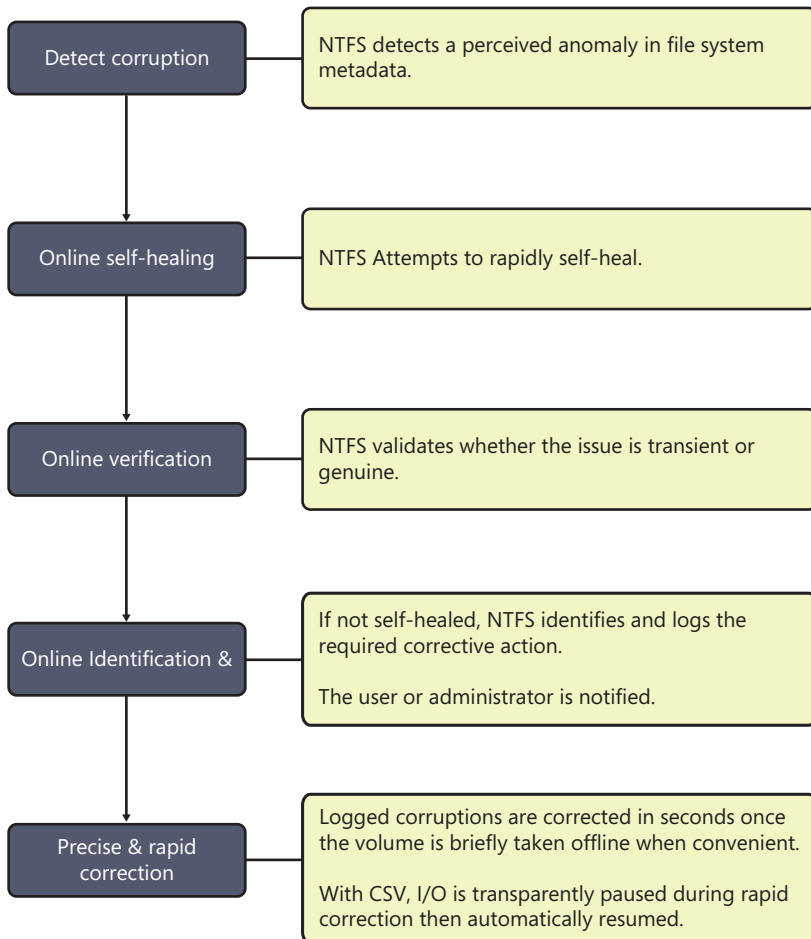 Detect corruption
NTFS detects a perceived anomaly in file system
metadata.
Online self-healing
NTFS Attempts to rapidly self-heal.
Online verification
NTFS validates whether the issue is transient or
genuine.
Online Identification &
If not self-healed, NTFS identifies and logs the
required corrective action.
The user or administrator is notified.
Precise & rapid
correction
Logged corruptions are corrected in seconds once
the volume is briefly taken offline when convenient.
With CSV, I/O is transparently paused during rapid
correction then automatically resumed.